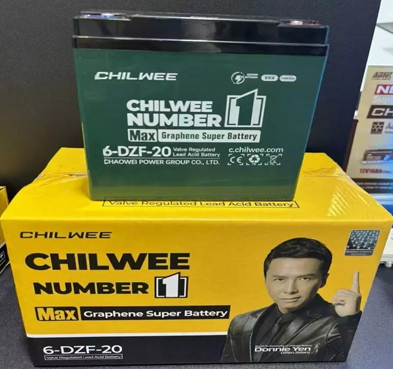 CHILWEE
CHILWEE
NUMBER 1
Max Graphene Super Battery
6-DZF-20 Valve Regulated
Lead Acid Battery
c.chilwee.com
CHAOWEI POWER GROUP CO., LTD.
CE
Valve Regulated Lead Acid Battery
CHILWEE
CHILWEE
NUMBER 1
Max Graphene Super Battery
6-DZF-20
Valve Regulated Lead Acid Battery
Donnie Yen